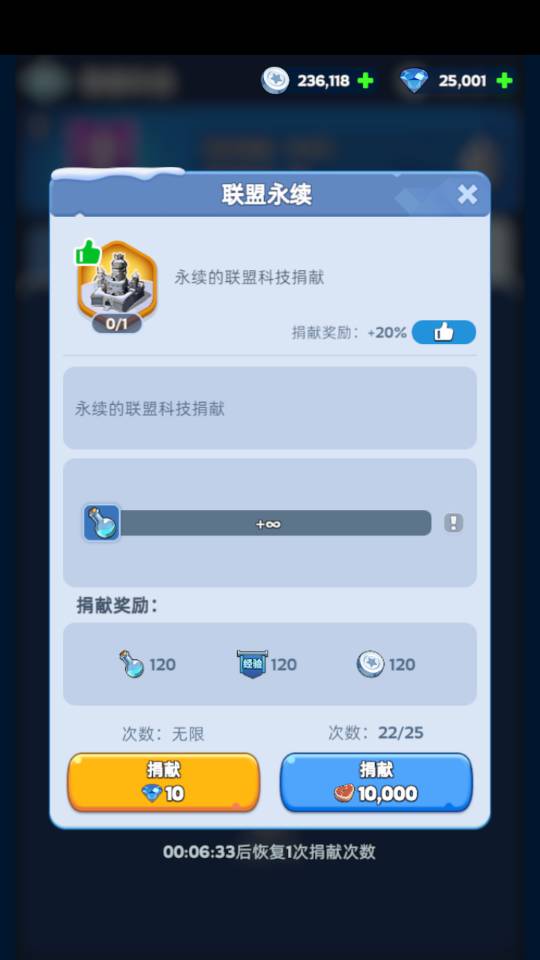 236,118
25,001
联盟永续
永续的联盟科技捐献
0/1
捐献奖励：+20%
永续的联盟科技捐献
+∞
捐献奖励：
120
经验 120
120
次数：无限
次数：22/25
捐献
10
捐献
10,000
00:06:33后恢复1次捐献次数